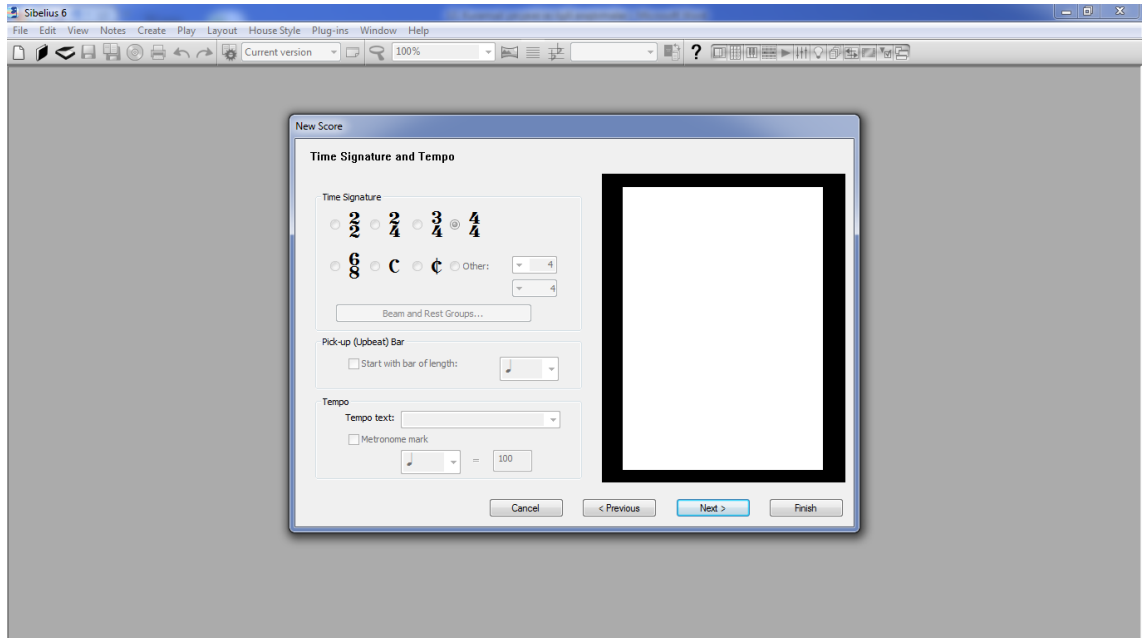 Sibelius 6
File Edit View Notes Create Play Layout House Style Plug-ins Window Help
Current version 100%
New Score
Time Signature and Tempo
Time Signature
2/2 2/4 3/4 4/4
6/8 C ¢ Other: 4
4
Beam and Rest Groups...
Pick-up (Upbeat) Bar
Start with bar of length:
Tempo
Tempo text:
Metronome mark
= 100
Cancel < Previous Next > Finish